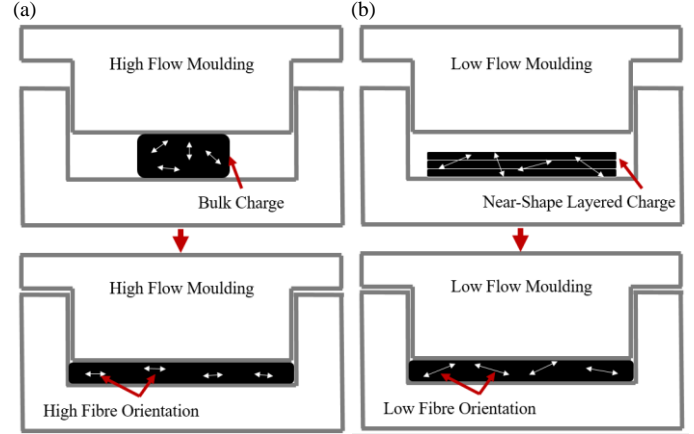 (a)
High Flow Moulding
Bulk Charge
High Flow Moulding
High Fibre Orientation
(b)
Low Flow Moulding
Near-Shape Layered Charge
Low Flow Moulding
Low Fibre Orientation